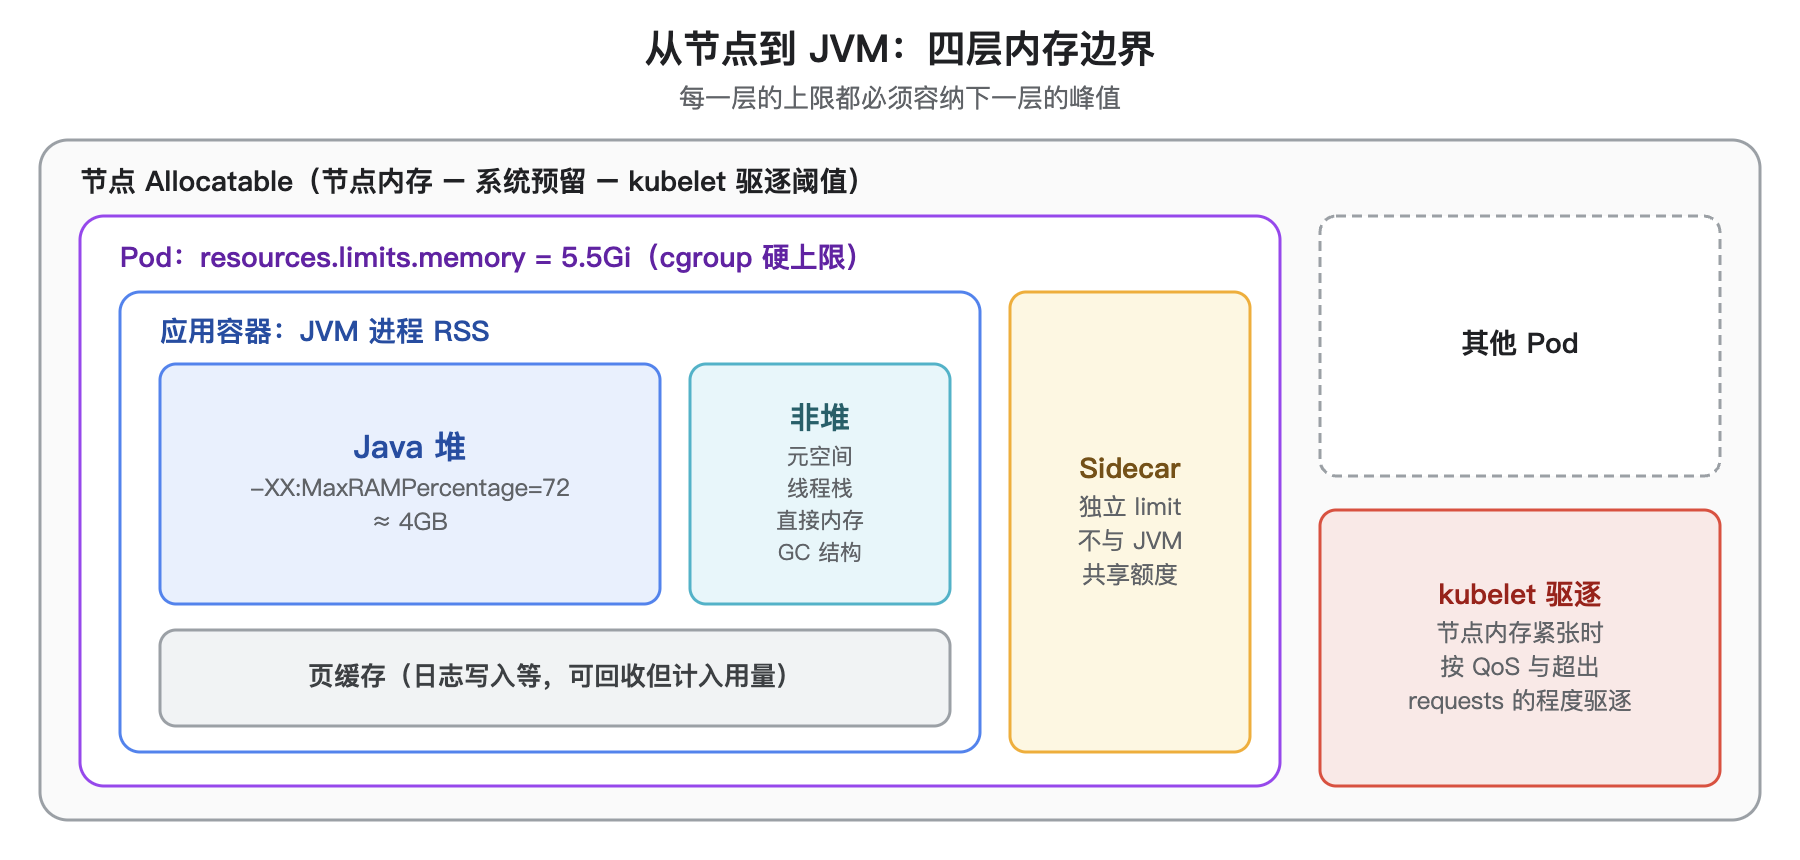 从节点到 JVM：四层内存边界
每一层的上限都必须容纳下一层的峰值
节点 Allocatable（节点内存 − 系统预留 − kubelet 驱逐阈值）
Pod：resources.limits.memory = 5.5Gi（cgroup 硬上限）
应用容器：JVM 进程 RSS
Java 堆
−XX:MaxRAMPercentage=72
≈ 4GB
非堆
元空间
线程栈
直接内存
GC 结构
页缓存（日志写入等，可回收但计入用量）
Sidecar
独立 limit
不与 JVM
共享额度
其他 Pod
kubelet 驱逐
节点内存紧张时
按 QoS 与超出
requests 的程度驱逐